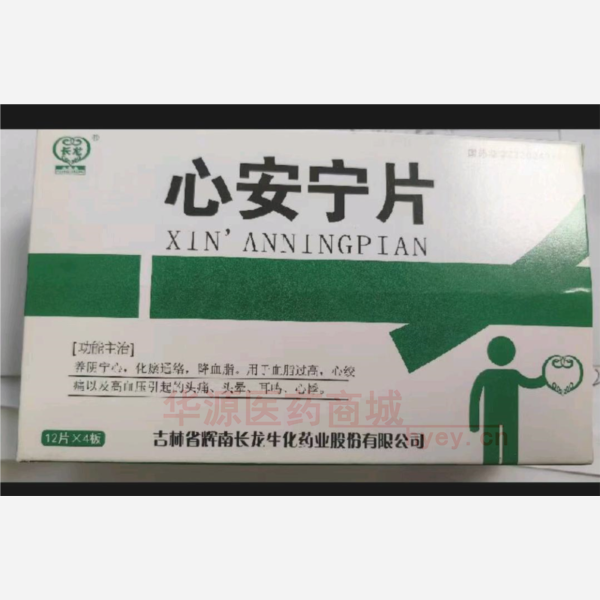 长龙
心安宁片
XIN'ANNINGPIAN
[功能主治]
养阴宁心，化瘀通络，降血脂。用于血脂过高，心绞
痛以及高血压引起的头痛、头晕、耳鸣、心悸。
华源医药商城
hyey.cn
12片×4板
吉林省辉南长龙生化药业股份有限公司